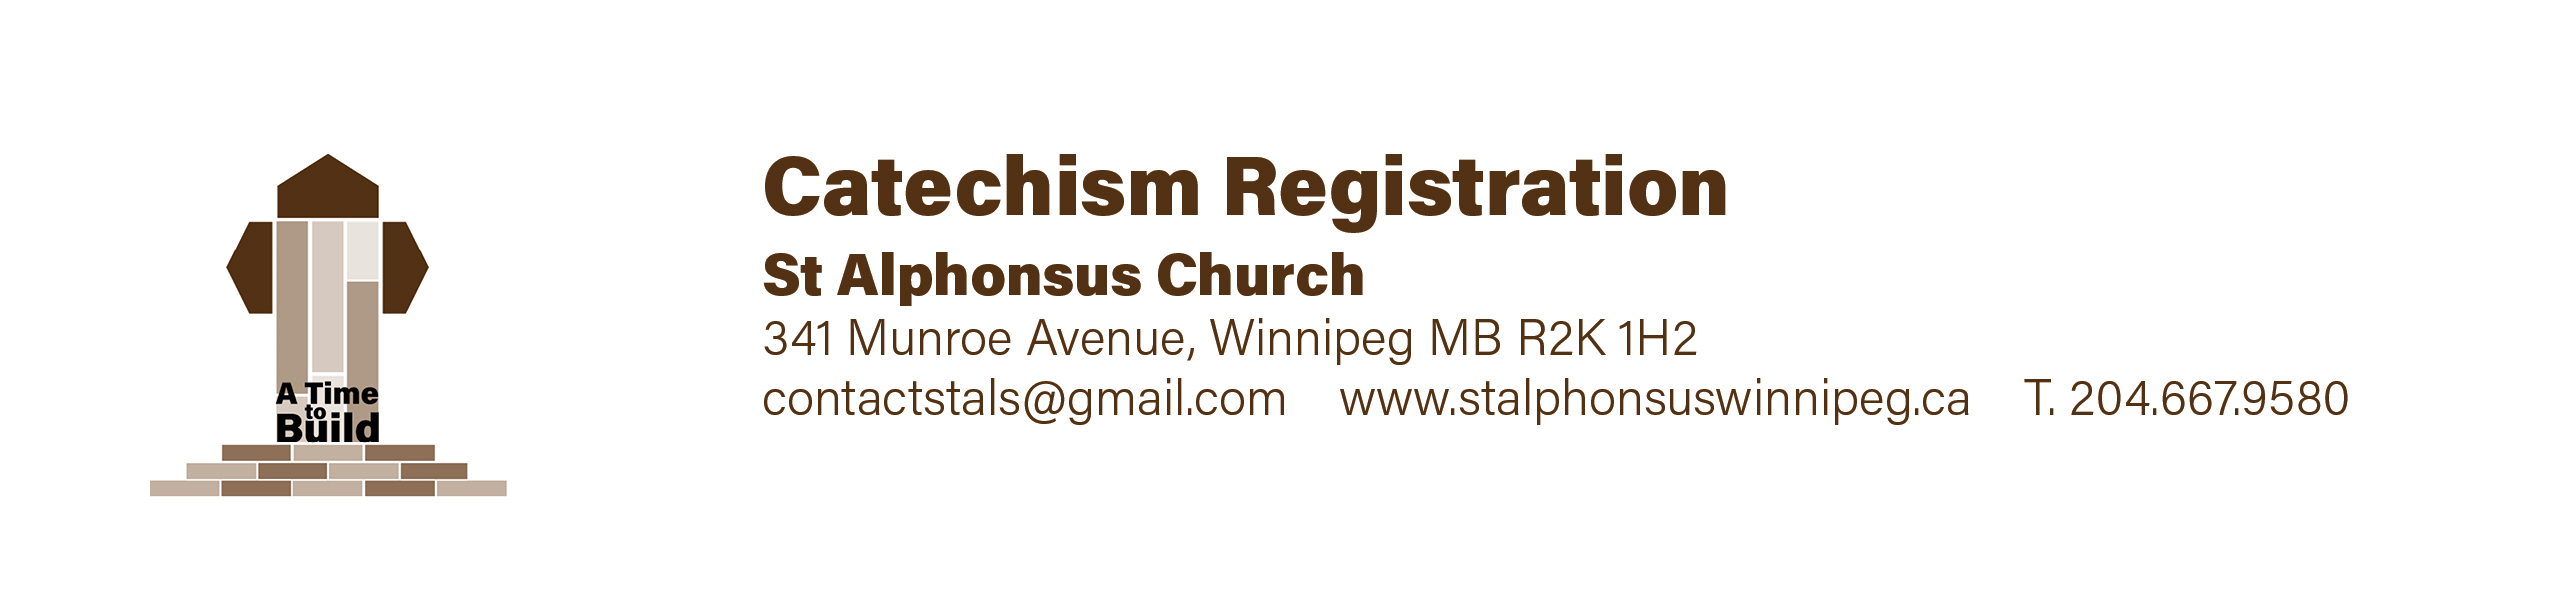 A Time
to
Build
Catechism Registration
St Alphonsus Church
341 Munroe Avenue, Winnipeg MB R2K 1H2
contactstals@gmail.com www.stalphonsuswinnipeg.ca T. 204.667.9580